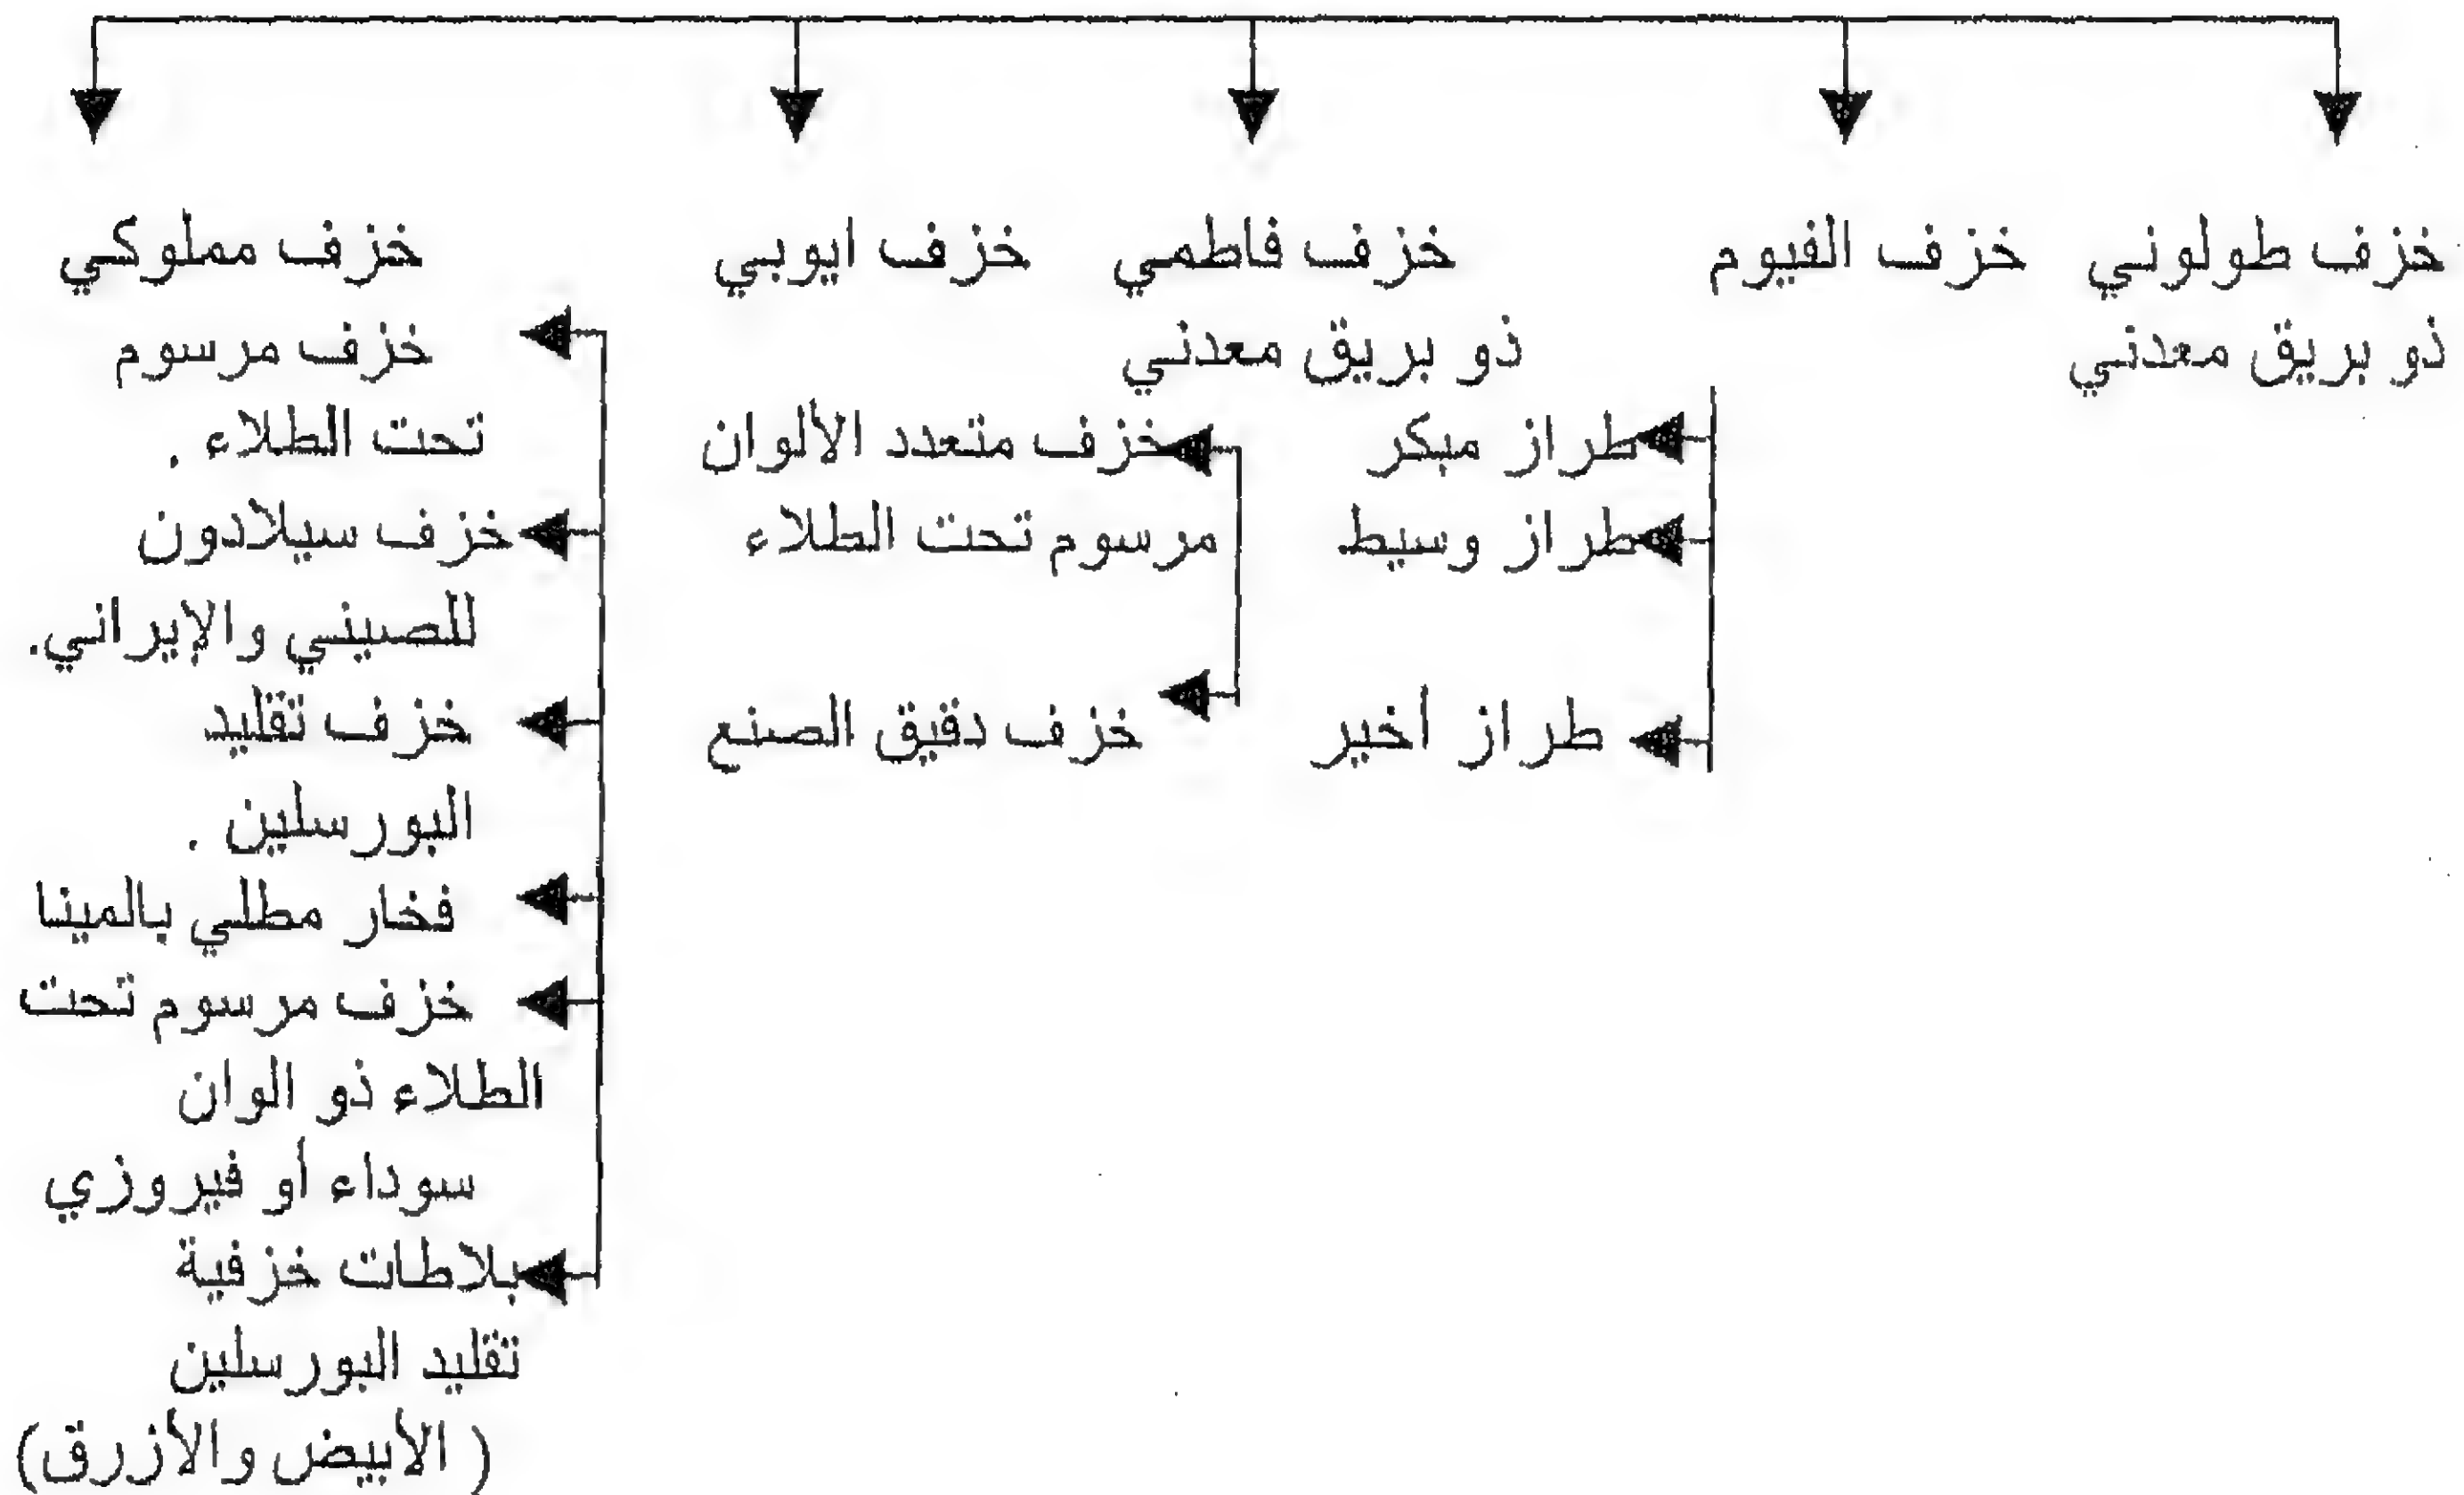 خزف طولوني
ذو بريق معدني
خزف الفيوم
خزف فاطمي
ذو بريق معدني
طراز مبكر
طراز وسيط
طراز أخير
خزف ايوبي
خزف متعدد الألوان
مرسوم تحت الطلاء
خزف دقيق الصنع
خزف مملوكي
خزف مرسوم
تحت الطلاء .
خزف سيلادون
للصيني والإيراني.
خزف تقليد
البورسلين .
فخار مطلي بالمينا
خزف مرسوم تحت
الطلاء ذو الوان
سوداء أو فيروزي
بلاطات خزفية
تقليد البورسلين
( الأبيض والأزرق)